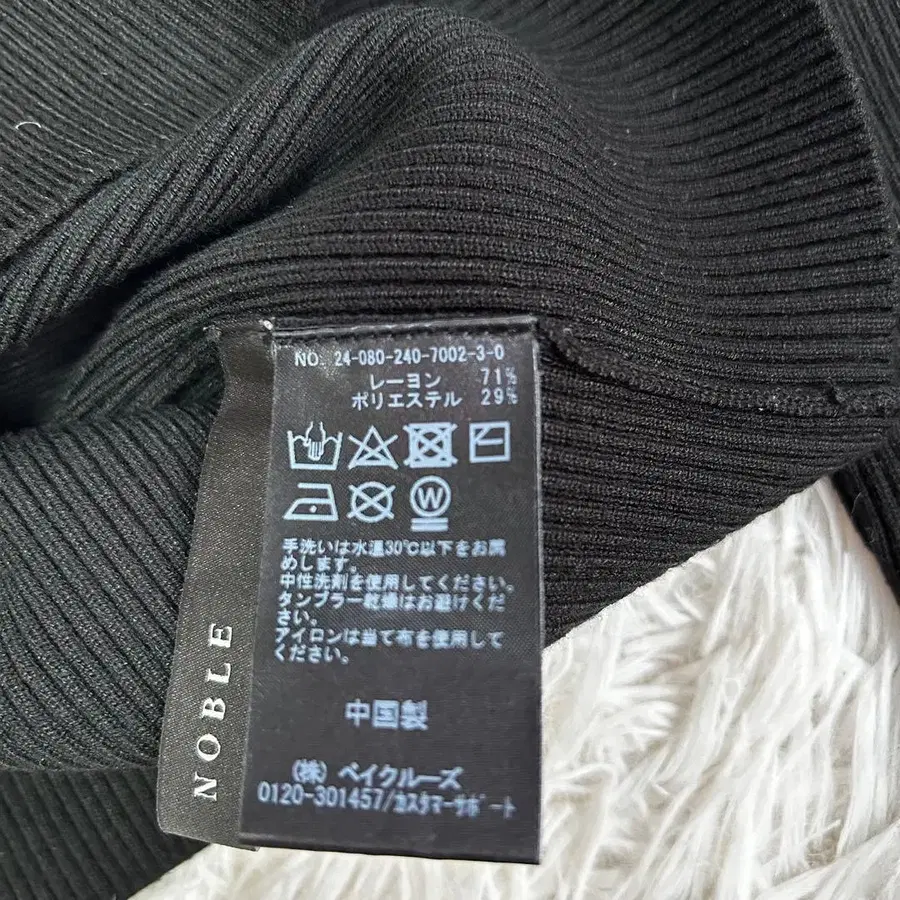 NO. 24-080-240-7002-3-0
レーヨン 71%
ポリエステル 29%
W
手洗いは水温30℃以下をお薦
めします。
中性洗剤を使用してください。
タンブラー乾燥はお避けくだ
さい。
アイロンは当て布を使用して
ください。
中国製
(株) ベイクルーズ
0120-301457/カスタマーサポート
NOBLE